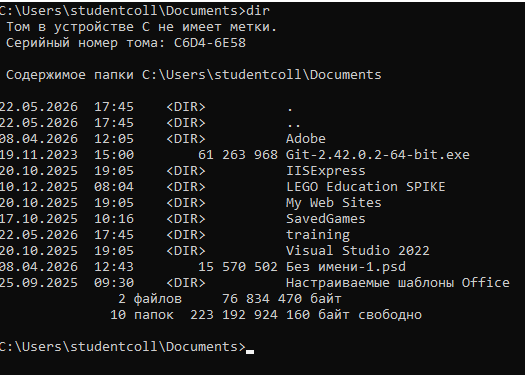 C:\Users\studentcoll\Documents>dir
Том в устройстве C не имеет метки.
Серийный номер тома: C6D4-6E58
Содержимое папки C:\Users\studentcoll\Documents
22.05.2026 17:45 <DIR> .
22.05.2026 17:45 <DIR> ..
08.04.2026 12:05 <DIR> Adobe
19.11.2023 15:00 61 263 968 Git-2.42.0.2-64-bit.exe
20.10.2025 19:05 <DIR> IISExpress
10.12.2025 08:04 <DIR> LEGO Education SPIKE
20.10.2025 19:05 <DIR> My Web Sites
17.10.2025 10:16 <DIR> SavedGames
22.05.2026 17:45 <DIR> training
20.10.2025 19:05 <DIR> Visual Studio 2022
08.04.2026 12:43 15 570 502 Без имени-1.psd
25.09.2025 09:30 <DIR> Настраиваемые шаблоны Office
2 файлов 76 834 470 байт
10 папок 223 192 924 160 байт свободно
C:\Users\studentcoll\Documents>